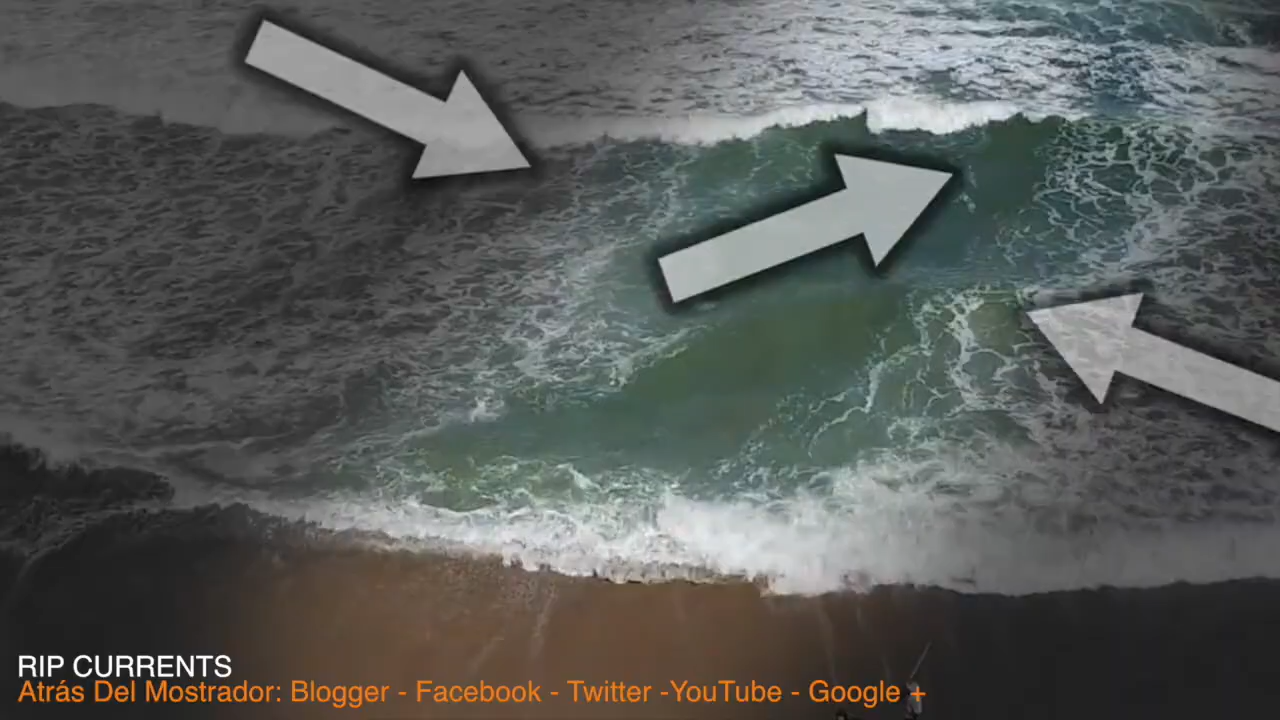 RIP CURRENTS
Atrás Del Mostrador: Blogger - Facebook - Twitter -YouTube - Google +